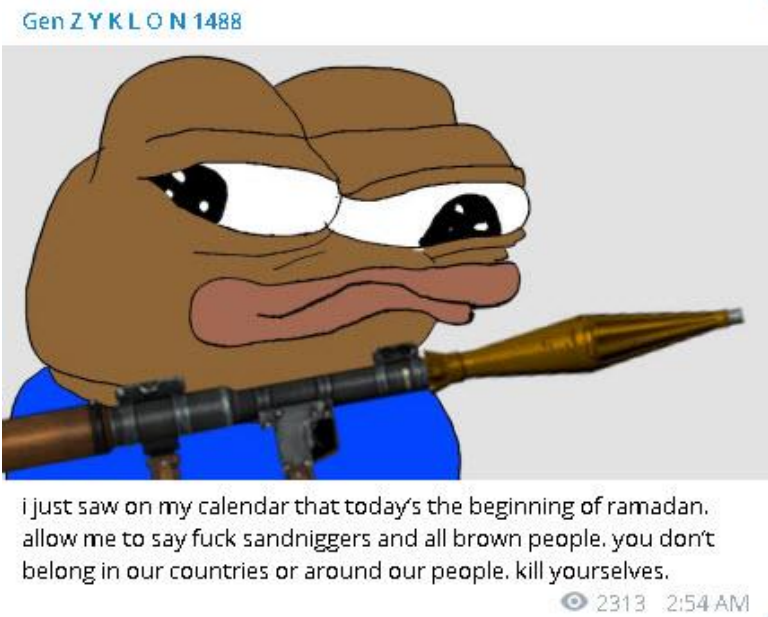 Gen Z Y K L O N 1488
i just saw on my calendar that today's the beginning of ramadan.
allow me to say fuck sandniggers and all brown people. you don't
belong in our countries or around our people. kill yourselves.
2313 2:54 AM